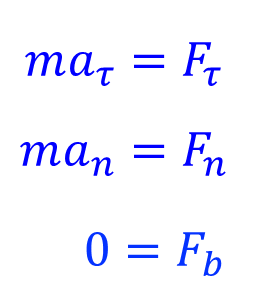 ma_τ = F_τ
ma_n = F_n
0 = F_b